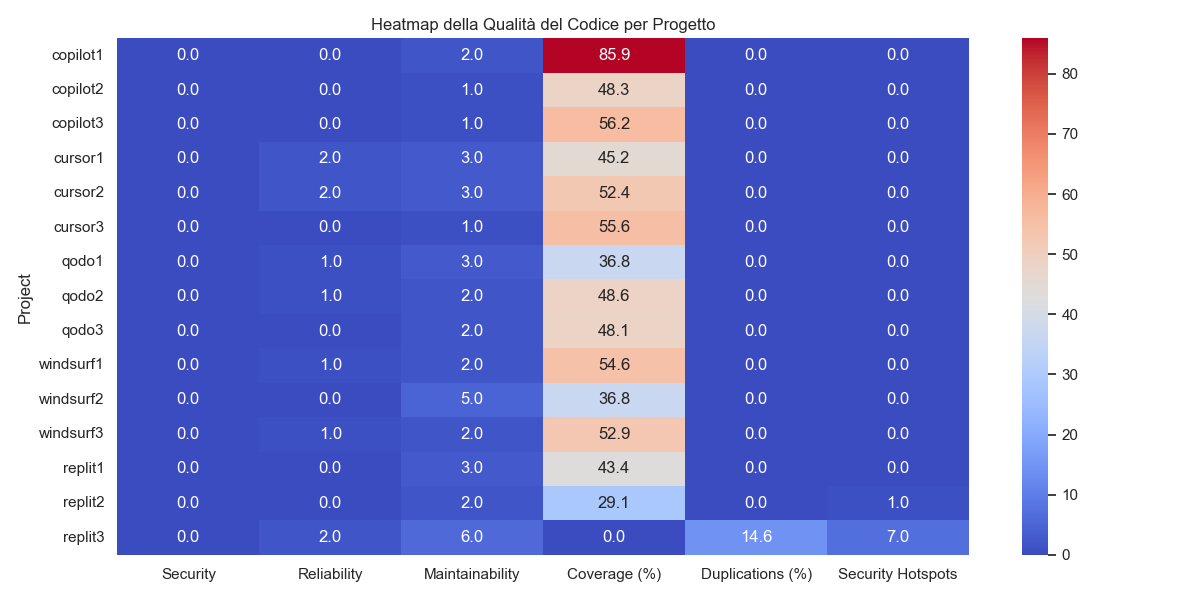 Heatmap della Qualità del Codice per Progetto
Project
copilot1 0.0 0.0 2.0 85.9 0.0 0.0
copilot2 0.0 0.0 1.0 48.3 0.0 0.0
copilot3 0.0 0.0 1.0 56.2 0.0 0.0
cursor1 0.0 2.0 3.0 45.2 0.0 0.0
cursor2 0.0 2.0 3.0 52.4 0.0 0.0
cursor3 0.0 0.0 1.0 55.6 0.0 0.0
qodo1 0.0 1.0 3.0 36.8 0.0 0.0
qodo2 0.0 1.0 2.0 48.6 0.0 0.0
qodo3 0.0 0.0 2.0 48.1 0.0 0.0
windsurf1 0.0 1.0 2.0 54.6 0.0 0.0
windsurf2 0.0 0.0 5.0 36.8 0.0 0.0
windsurf3 0.0 1.0 2.0 52.9 0.0 0.0
replit1 0.0 0.0 3.0 43.4 0.0 0.0
replit2 0.0 0.0 2.0 29.1 0.0 1.0
replit3 0.0 2.0 6.0 0.0 14.6 7.0
Security Reliability Maintainability Coverage (%) Duplications (%) Security Hotspots
80
70
60
50
40
30
20
10
0